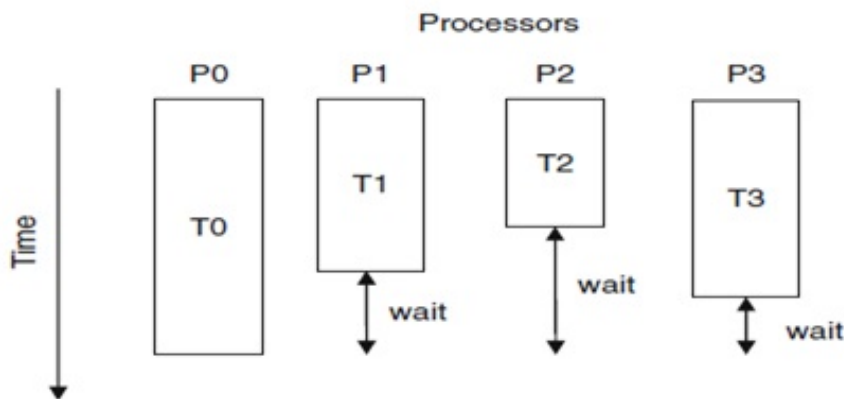 Processors
P0 P1 P2 P3
T0
T1
T2
T3
Time
wait
wait
wait